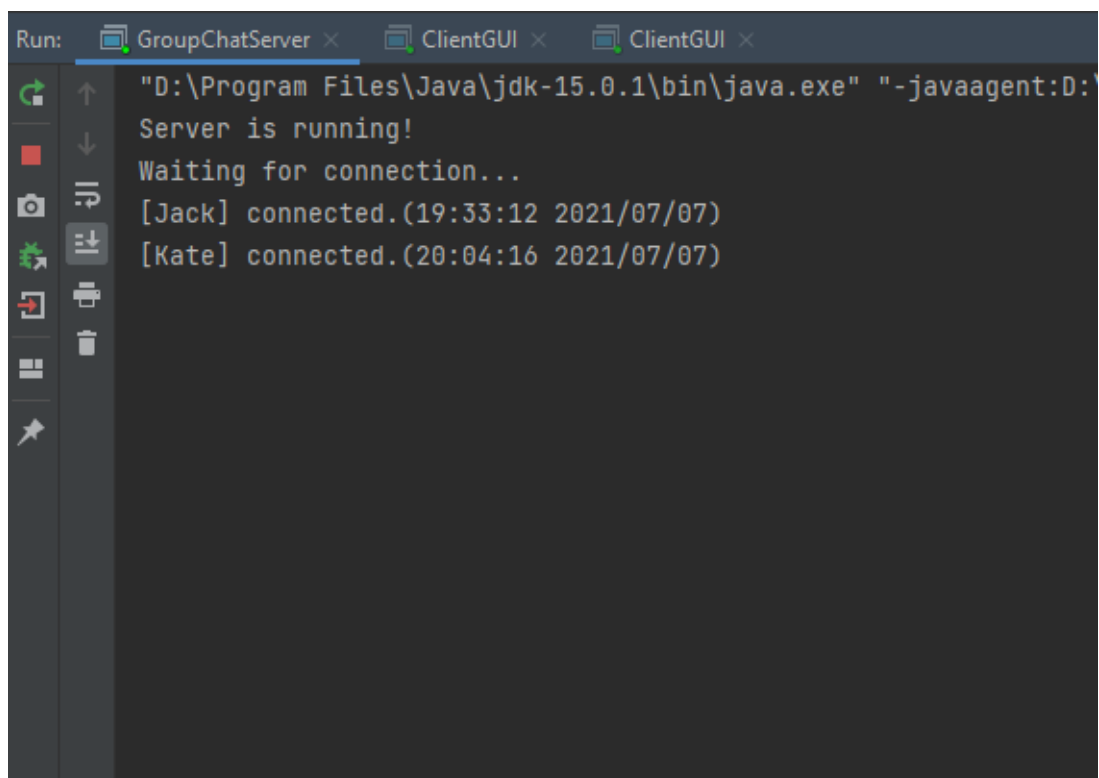 Run: GroupChatServer ClientGUI ClientGUI
"D:\Program Files\Java\jdk-15.0.1\bin\java.exe" "-javaagent:D:\
Server is running!
Waiting for connection...
[Jack] connected.(19:33:12 2021/07/07)
[Kate] connected.(20:04:16 2021/07/07)